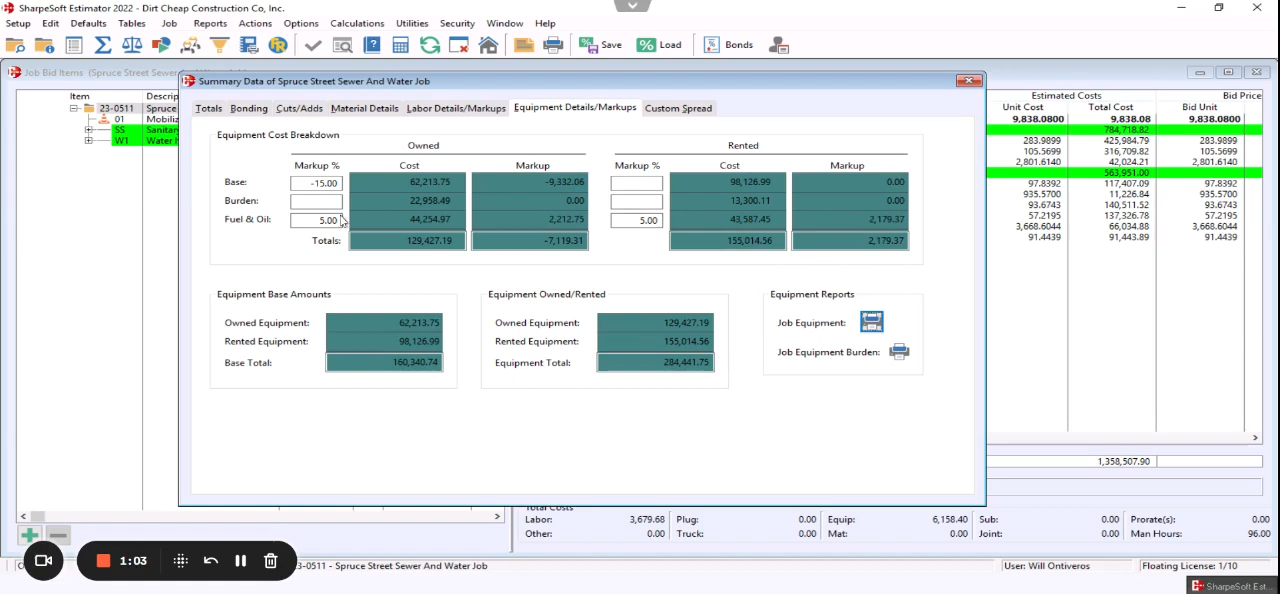 SharpeSoft Estimator 2022 - Dirt Cheap Construction Co, Inc.
Setup Edit Defaults Tables Job Reports Actions Options Calculations Utilities Security Window Help
Save Load Bonds
Job Bid Items (Spruce Street Sewer
Summary Data of Spruce Street Sewer And Water Job
Item Descrip
23-0511 Spruce
01 Mobiliz
SS Sanitar
W1 Water
Totals Bonding Cuts/Adds Material Details Labor Details/Markups Equipment Details/Markups Custom Spread
Equipment Cost Breakdown
Owned Rented
Markup % Cost Markup Markup % Cost Markup
Base: -15.00 62,213.75 -9,332.06 98,126.99 0.00
Burden: 22,958.49 0.00 13,300.11 0.00
Fuel & Oil: 5.00 44,254.97 2,212.75 5.00 43,587.45 2,179.37
Totals: 129,427.19 -7,119.31 155,014.56 2,179.37
Equipment Base Amounts
Owned Equipment: 62,213.75
Rented Equipment: 98,126.99
Base Total: 160,340.74
Equipment Owned/Rented
Owned Equipment: 129,427.19
Rented Equipment: 155,014.56
Equipment Total: 284,441.75
Equipment Reports
Job Equipment:
Job Equipment Burden:
Estimated Costs Bid Price
Unit Cost Total Cost Bid Unit
9,838.0800 9,838.08 9,838.0800
784,718.82
283.9899 425,984.79 283.9899
105.5699 316,709.82 105.5699
2,801.6140 42,024.21 2,801.6140
563,951.00
97.8392 117,407.09 97.8392
935.5700 11,226.84 935.5700
93.6743 140,511.52 93.6743
57.2195 137,326.78 57.2195
3,668.6044 66,034.88 3,668.6044
91.4439 91,443.89 91.4439
1,358,507.90
Total Costs
Labor: 3,679.68 Plug: 0.00 Equip: 6,158.40 Sub: 0.00 Prorate(s): 0.00
Other: 0.00 Truck: 0.00 Mat: 0.00 Joint: 0.00 Man Hours: 96.00
1:03
23-0511 - Spruce Street Sewer And Water Job
User: Will Ontiveros Floating License: 1/10
SharpeSoft Est...